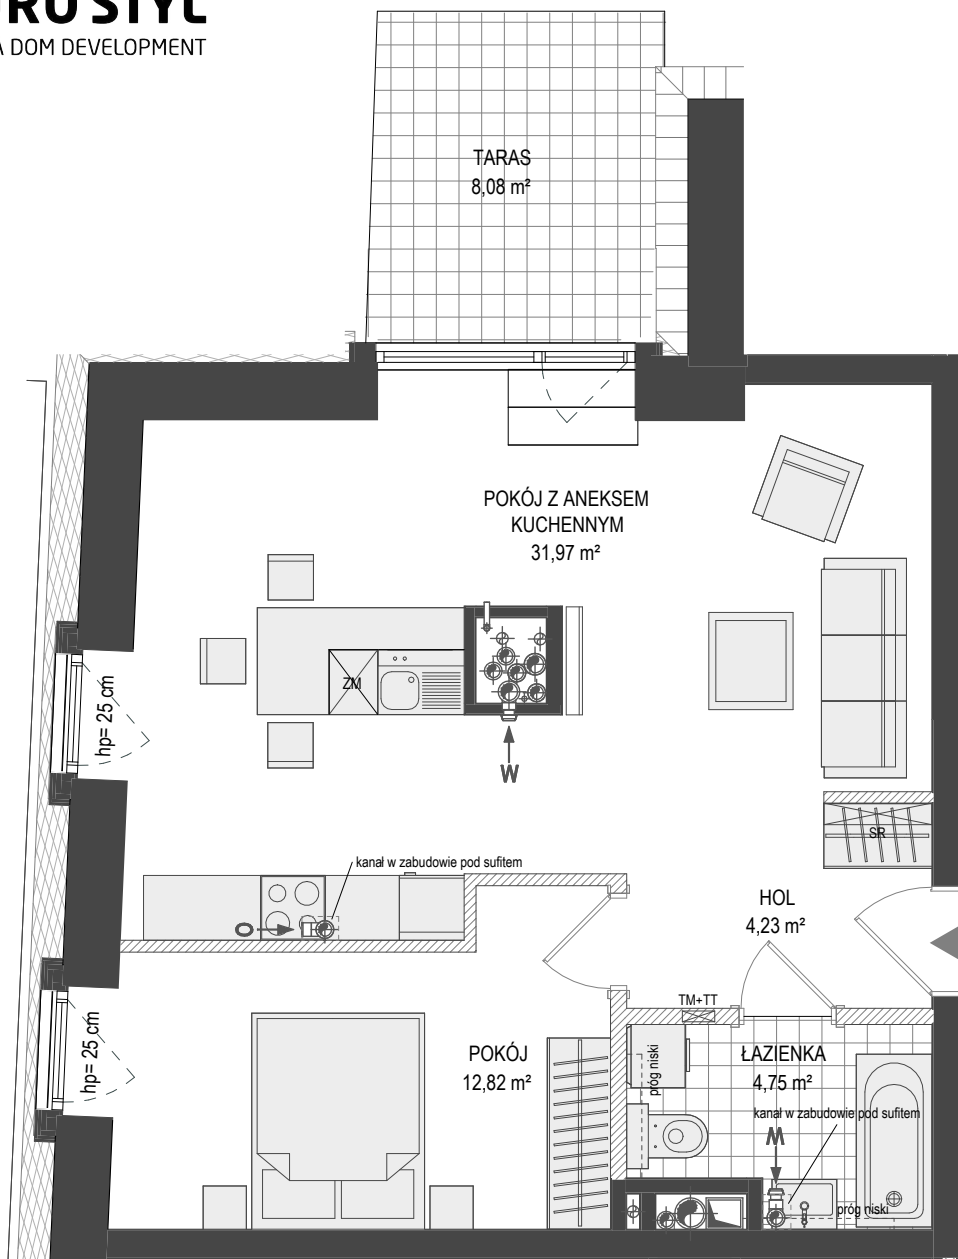 A DOM DEVELOPMENT
TARAS
8,08 m²
POKÓJ Z ANEKSEM
KUCHENNYM
31,97 m²
ZM
hp= 25 cm
W
SR
kanał w zabudowie pod sufitem
HOL
4,23 m²
TM+TT
hp= 25 cm
POKÓJ
12,82 m²
próg niski
ŁAZIENKA
4,75 m²
kanał w zabudowie pod sufitem
M
próg niski